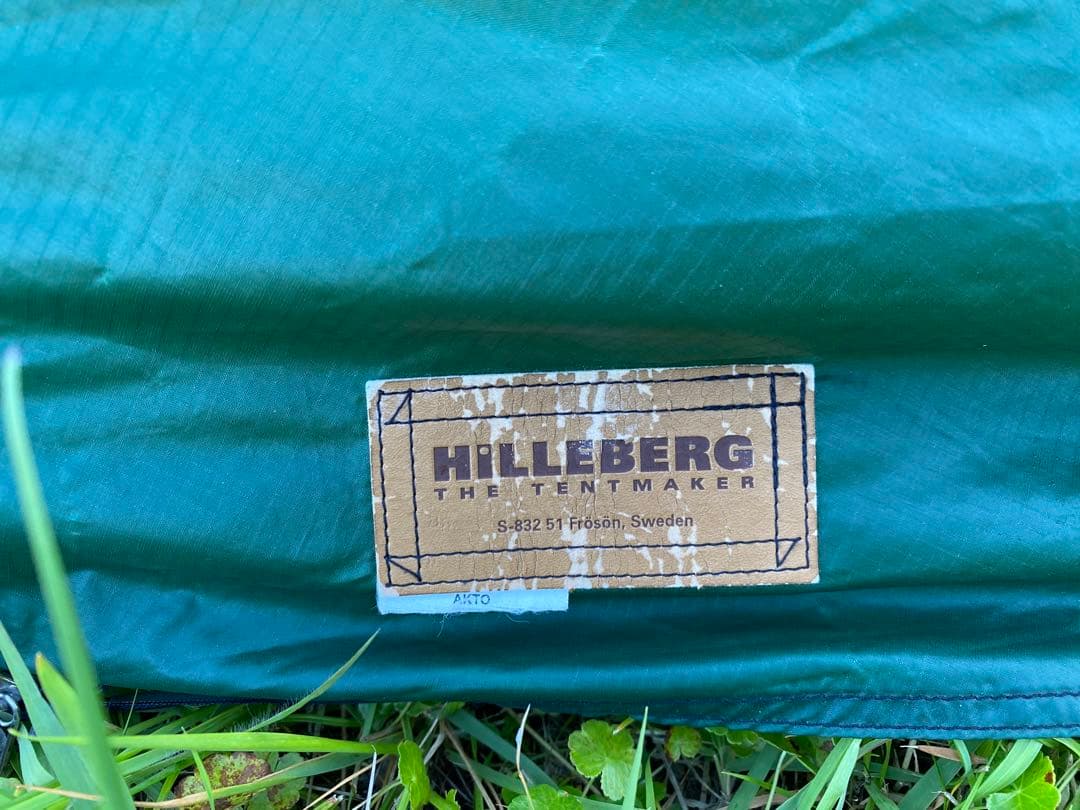 HiLLEBERG
THE TENTMAKER
S-832 51 Frösön, Sweden
AKTO